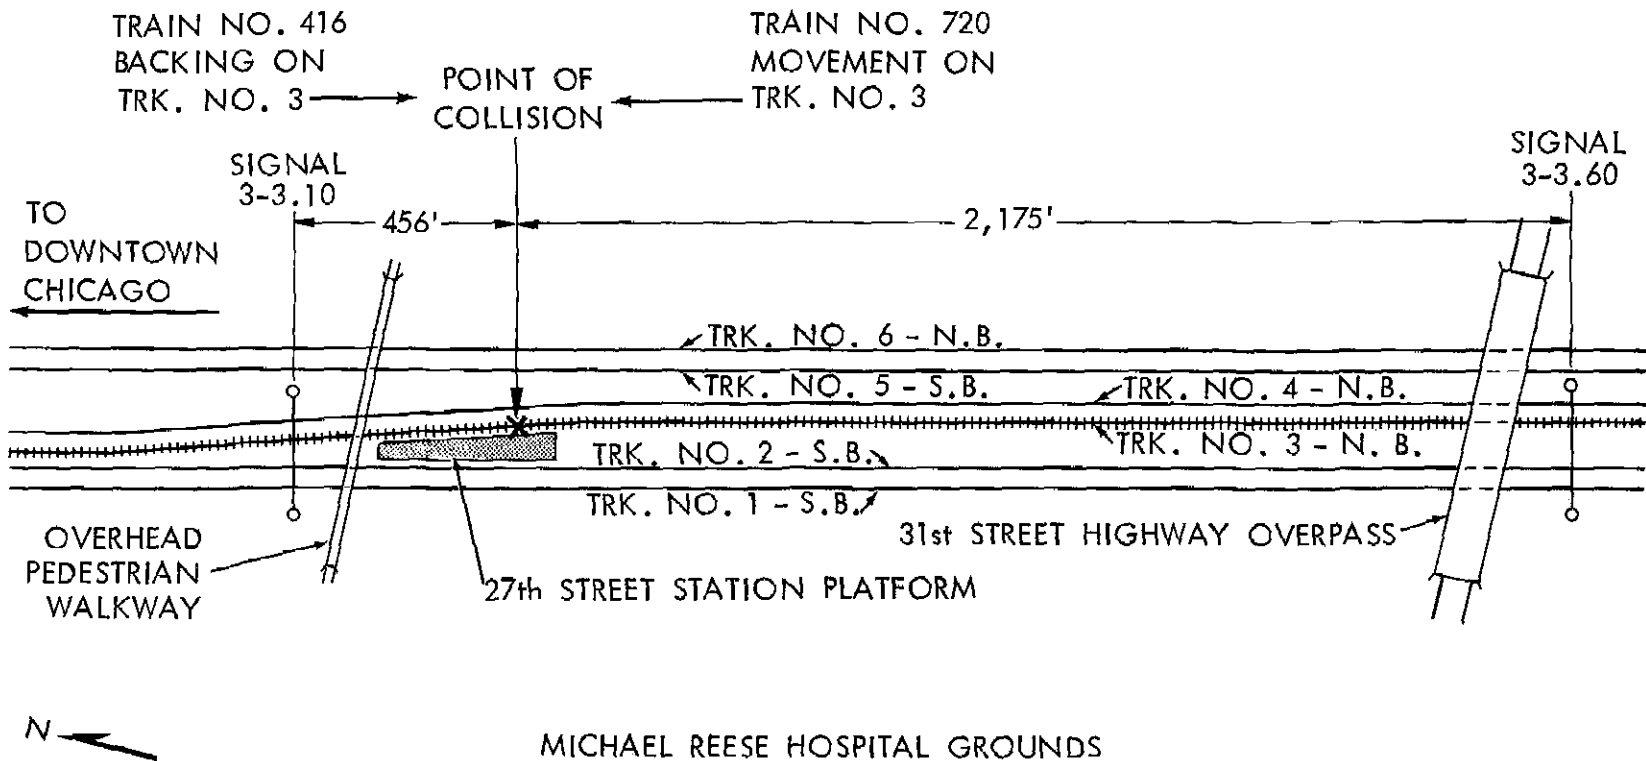 TRAIN NO. 416
BACKING ON
TRK. NO. 3
POINT OF
COLLISION
TRAIN NO. 720
MOVEMENT ON
TRK. NO. 3
SIGNAL
3-3.10
SIGNAL
3-3.60
TO
DOWNTOWN
CHICAGO
456'
2,175'
TRK. NO. 6 - N.B.
TRK. NO. 5 - S.B.
TRK. NO. 4 - N.B.
TRK. NO. 3 - N.B.
TRK. NO. 2 - S.B.
TRK. NO. 1 - S.B.
31st STREET HIGHWAY OVERPASS
OVERHEAD
PEDESTRIAN
WALKWAY
27th STREET STATION PLATFORM
N
MICHAEL REESE HOSPITAL GROUNDS